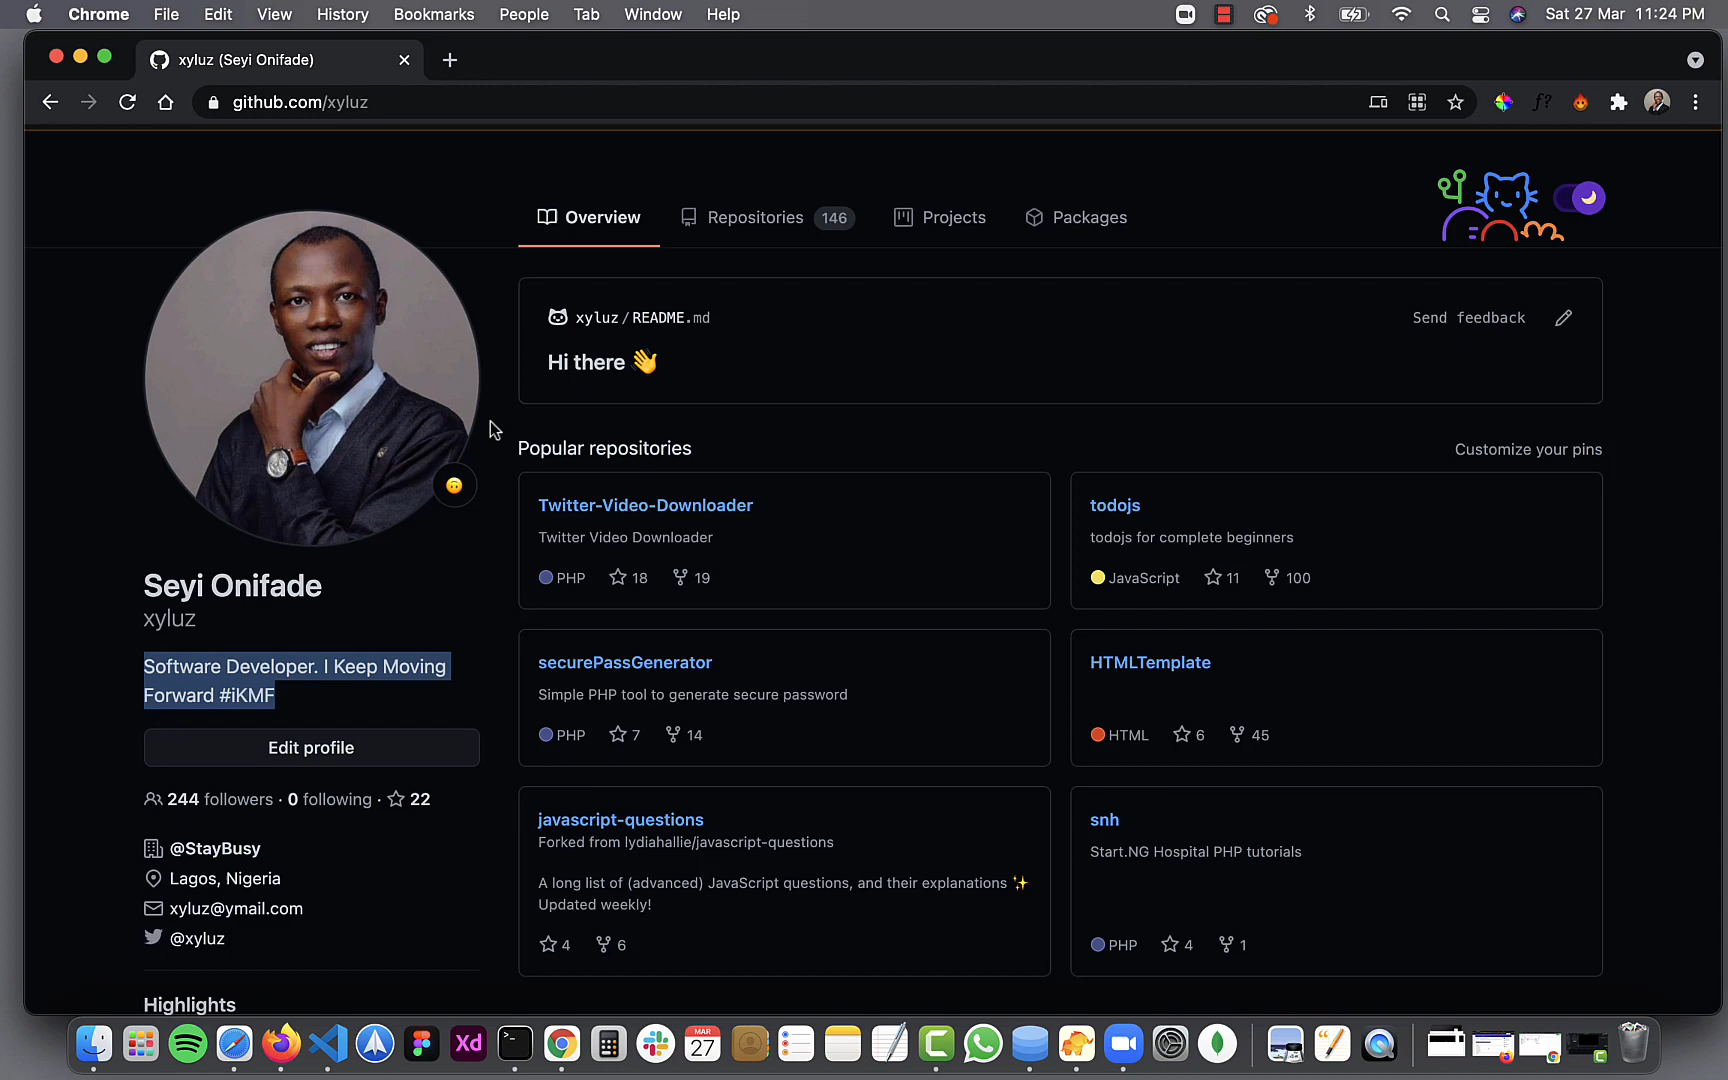 Chrome File Edit View History Bookmarks People Tab Window Help Sat 27 Mar 11:24 PM
xyluz (Seyi Onifade)
github.com/xyluz
f?
Overview Repositories 146 Projects Packages
xyluz/README.md Send feedback
Hi there 👋
Popular repositories Customize your pins
Twitter-Video-Downloader
Twitter Video Downloader
PHP 18 19
todojs
todojs for complete beginners
JavaScript 11 100
Seyi Onifade
xyluz
Software Developer. I Keep Moving
Forward #iKMF
Edit profile
244 followers · 0 following · 22
@StayBusy
Lagos, Nigeria
xyluz@ymail.com
@xyluz
Highlights
securePassGenerator
Simple PHP tool to generate secure password
PHP 7 14
HTMLTemplate
HTML 6 45
javascript-questions
Forked from lydiahallie/javascript-questions
A long list of (advanced) JavaScript questions, and their explanations ✨
Updated weekly!
4 6
snh
Start.NG Hospital PHP tutorials
PHP 4 1
Xd
MAR
27